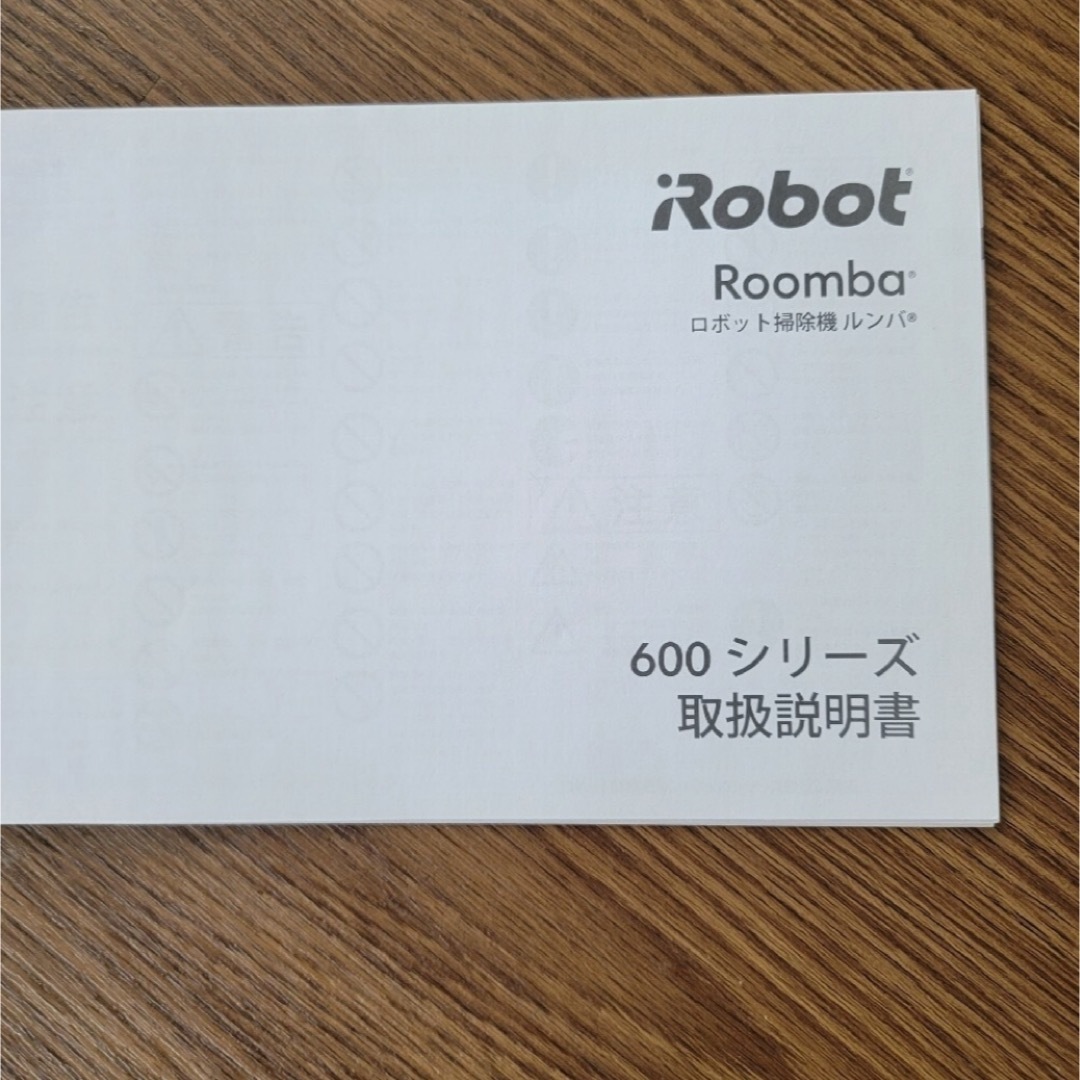 iRobot®
Roomba®
ロボット掃除機 ルンバ®
600 シリーズ
取扱説明書